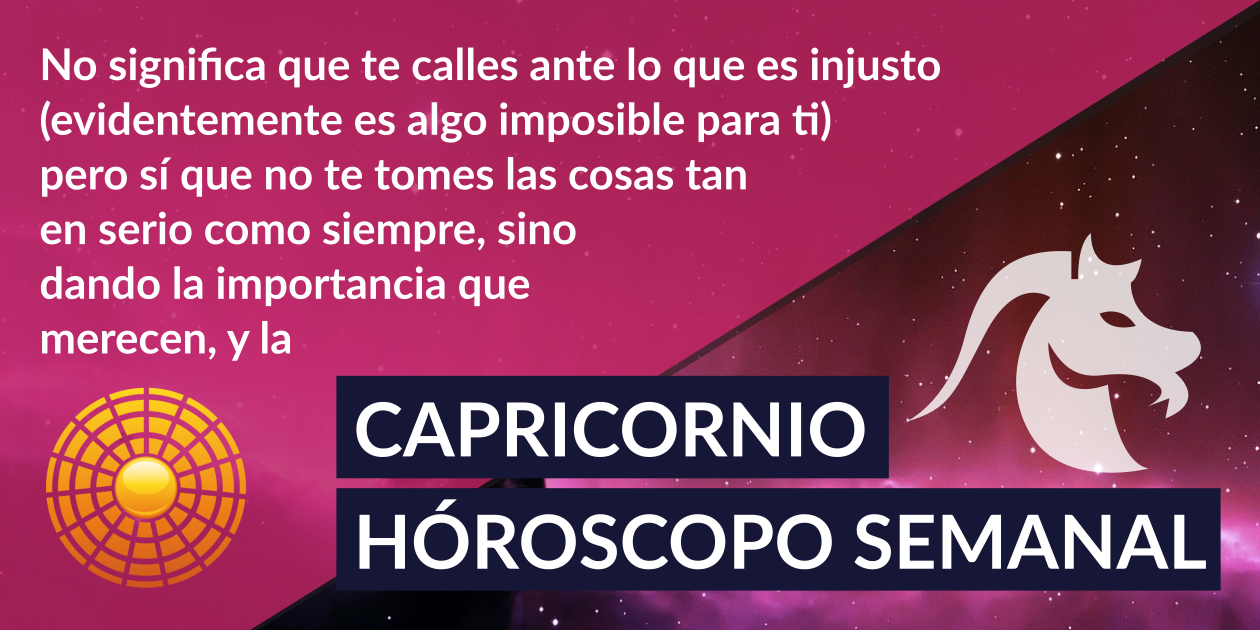 No significa que te calles ante lo que es injusto
(evidentemente es algo imposible para ti)
pero sí que no te tomes las cosas tan
en serio como siempre, sino
dando la importancia que
merecen, y la
CAPRICORNIO
HÓROSCOPO SEMANAL